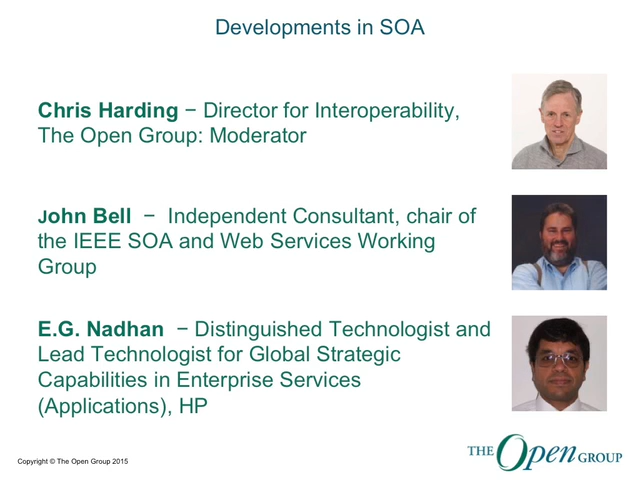 Developments in SOA
Chris Harding − Director for Interoperability,
The Open Group: Moderator
John Bell − Independent Consultant, chair of
the IEEE SOA and Web Services Working
Group
E.G. Nadhan − Distinguished Technologist and
Lead Technologist for Global Strategic
Capabilities in Enterprise Services
(Applications), HP
Copyright © The Open Group 2015
THE Open GROUP